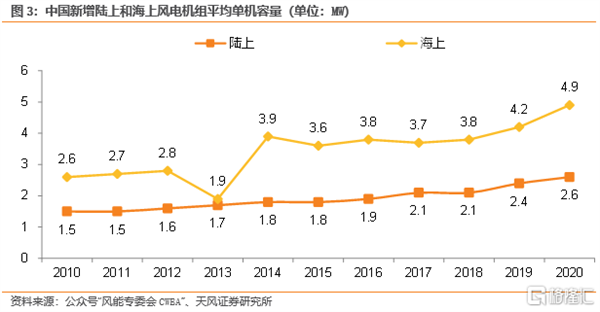 图 3：中国新增陆上和海上风电机组平均单机容量（单位：MW）
陆上 海上
6
5
4
3
2
1
0
2.6 2.7 2.8 1.9 3.9 3.6 3.8 3.7 3.8 4.2 4.9
1.5 1.5 1.6 1.7 1.8 1.8 1.9 2.1 2.1 2.4 2.6
2010 2011 2012 2013 2014 2015 2016 2017 2018 2019 2020
资料来源：公众号“风能专委会 CWEA”、天风证券研究所
格隆汇